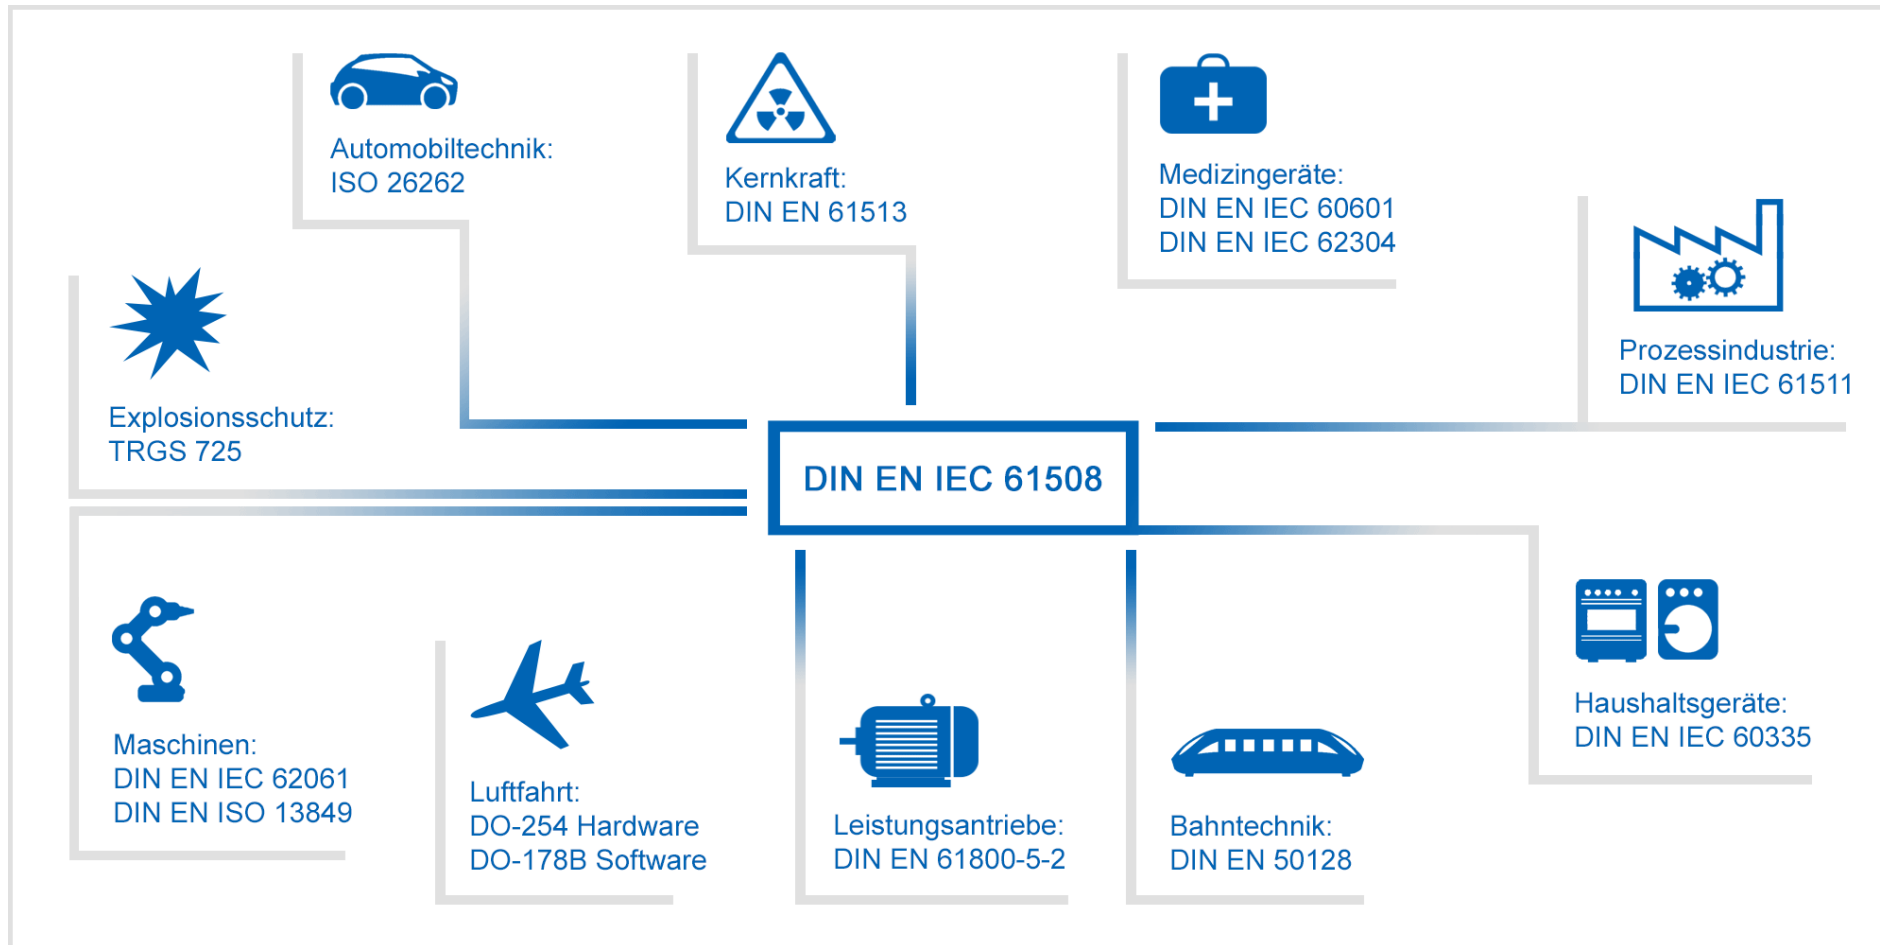 Automobiltechnik:
ISO 26262
Kernkraft:
DIN EN 61513
Medizingeräte:
DIN EN IEC 60601
DIN EN IEC 62304
Prozessindustrie:
DIN EN IEC 61511
Explosionsschutz:
TRGS 725
DIN EN IEC 61508
Maschinen:
DIN EN IEC 62061
DIN EN ISO 13849
Luftfahrt:
DO-254 Hardware
DO-178B Software
Leistungsantriebe:
DIN EN 61800-5-2
Bahntechnik:
DIN EN 50128
Haushaltsgeräte:
DIN EN IEC 60335